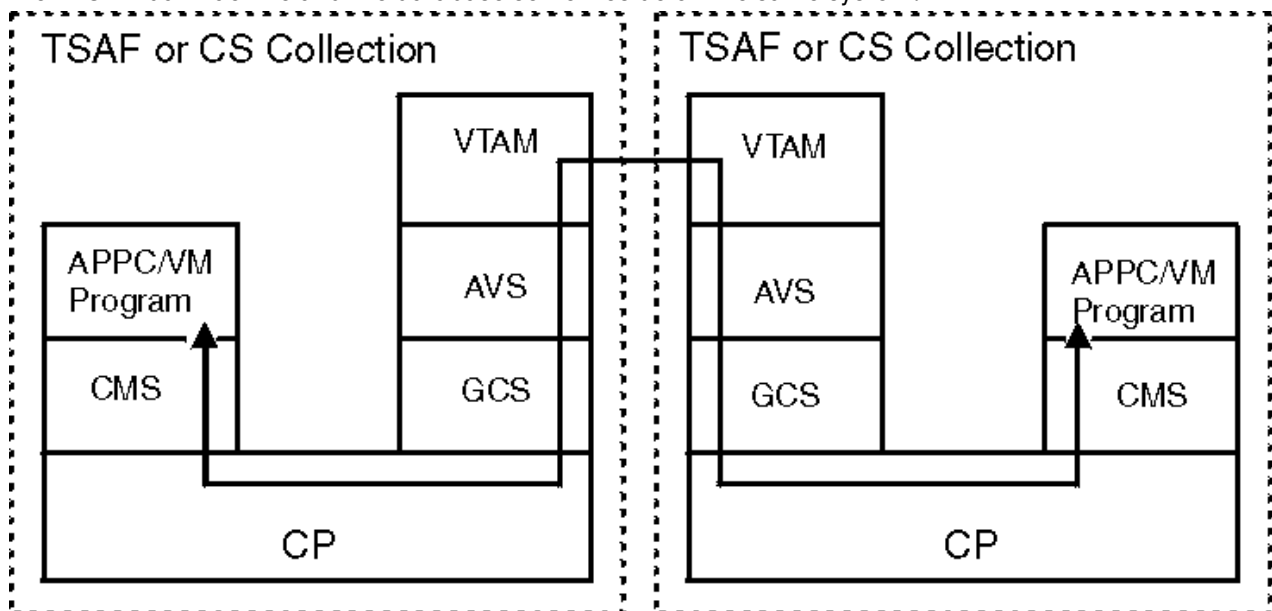 TSAF or CS Collection
VTAM
APPC/VM
Program
AVS
CMS
GCS
CP
TSAF or CS Collection
VTAM
AVS
APPC/VM
Program
GCS
CMS
CP